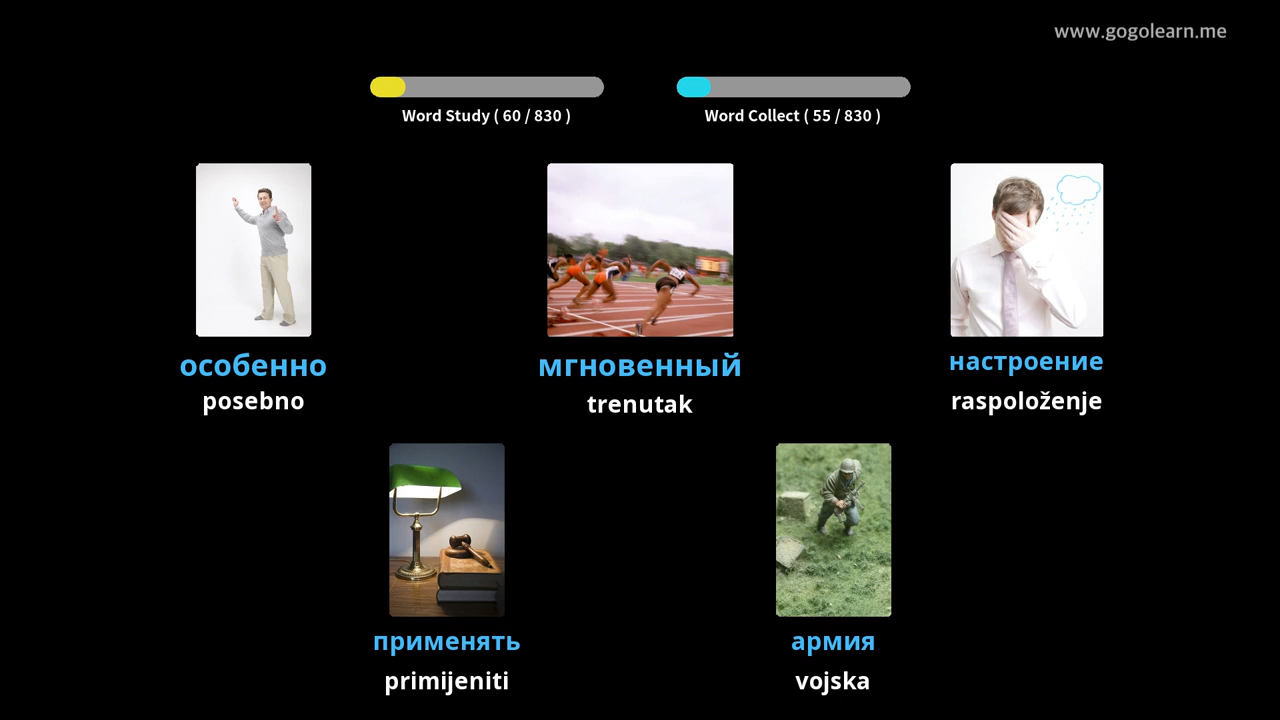 www.gogolearn.me
Word Study ( 60 / 830 )
Word Collect ( 55 / 830 )
особенно
posebno
мгновенный
trenutak
настроение
raspoloženje
применять
primijeniti
армия
vojska